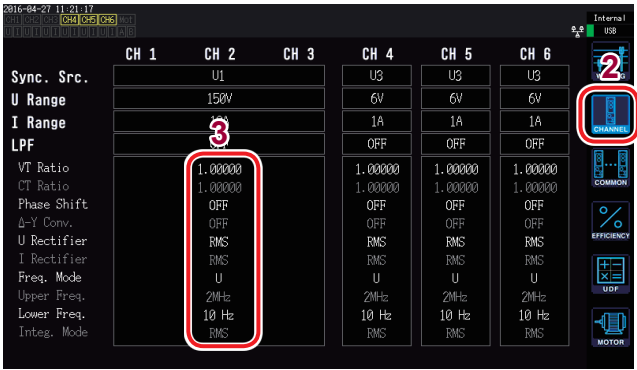 2016-04-27 11:21:17
CH1 CH2 CH3 CH4 CH5 CH6 Mot
U I U I U I U I U I U I A B
Internal
USB
CH 1 CH 2 CH 3 CH 4 CH 5 CH 6
2
Sync. Src. U1 U3 U3 U3
U Range 150V 6V 6V 6V
I Range 1A 1A 1A
CHANNEL
3
LPF OFF OFF OFF
VT Ratio 1.00000 1.00000 1.00000 1.00000
CT Ratio 1.00000 1.00000 1.00000 1.00000
COMMON
Phase Shift OFF OFF OFF OFF
Δ-Y Conv. OFF OFF OFF OFF
EFFICIENCY
U Rectifier RMS RMS RMS RMS
I Rectifier RMS RMS RMS RMS
Freq. Mode U U U U
UDF
Upper Freq. 2MHz 2MHz 2MHz 2MHz
Lower Freq. 10 Hz 10 Hz 10 Hz 10 Hz
Integ. Mode RMS RMS RMS RMS
MOTOR